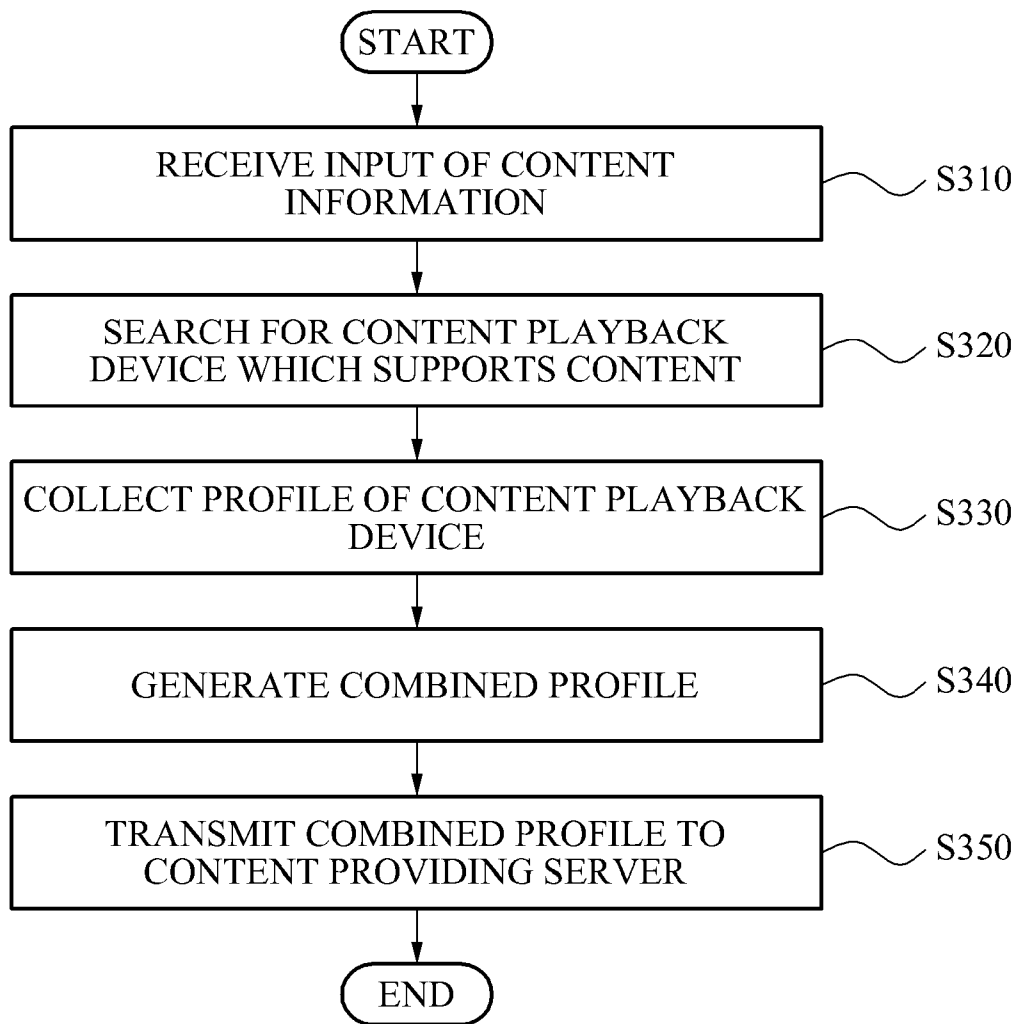 START
RECEIVE INPUT OF CONTENT
INFORMATION
S310
SEARCH FOR CONTENT PLAYBACK
DEVICE WHICH SUPPORTS CONTENT
S320
COLLECT PROFILE OF CONTENT PLAYBACK
DEVICE
S330
GENERATE COMBINED PROFILE
S340
TRANSMIT COMBINED PROFILE TO
CONTENT PROVIDING SERVER
S350
END